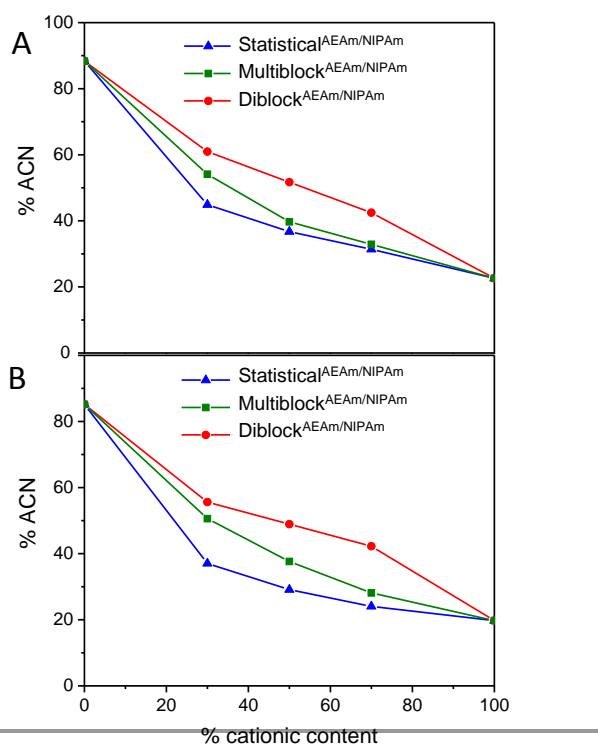 A
100
80
60
40
20
0
% ACN
Statistical^AEAm/NIPAm
Multiblock^AEAm/NIPAm
Diblock^AEAm/NIPAm
B
80
60
40
20
0
% ACN
Statistical^AEAm/NIPAm
Multiblock^AEAm/NIPAm
Diblock^AEAm/NIPAm
0 20 40 60 80 100
% cationic content